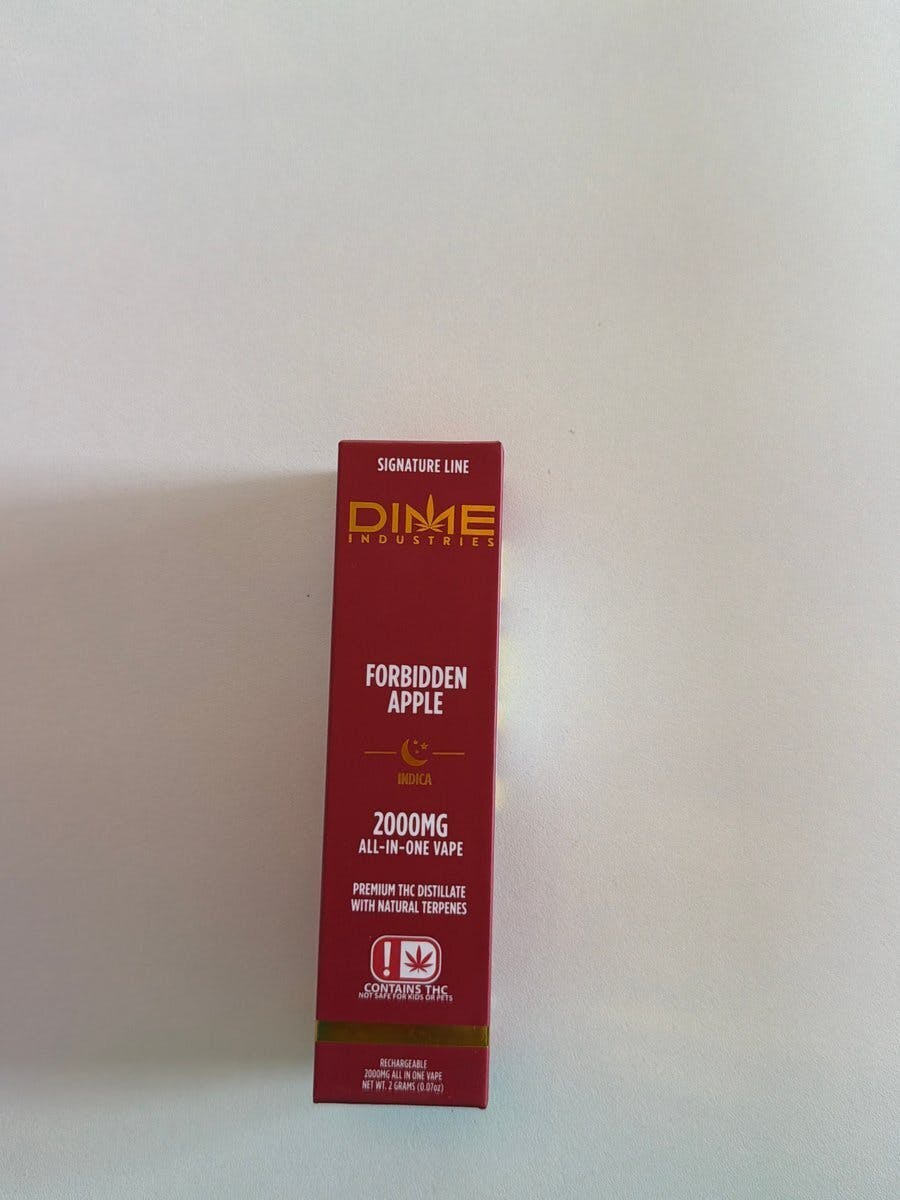 SIGNATURE LINE
DIME
INDUSTRIES
FORBIDDEN
APPLE
INDICA
2000MG
ALL-IN-ONE VAPE
PREMIUM THC DISTILLATE
WITH NATURAL TERPENES
!
CONTAINS THC
NOT SAFE FOR KIDS OR PETS
RECHARGEABLE
2000MG ALL IN ONE VAPE
NET WT. 2 GRAMS (0.07oz)